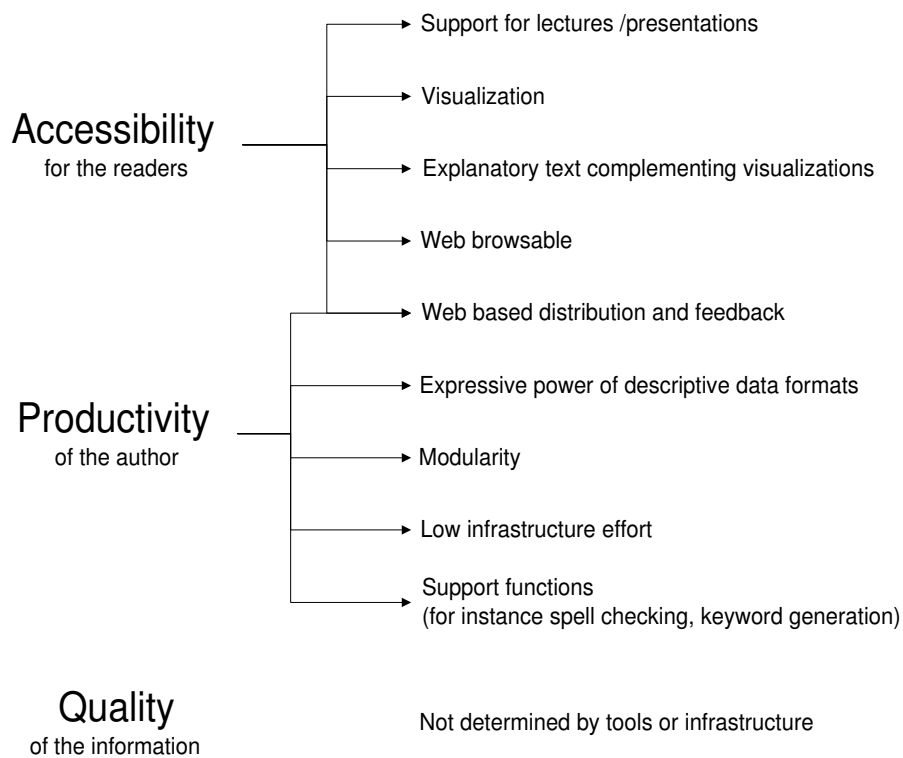 Support for lectures /presentations
Visualization
Accessibility
for the readers
Explanatory text complementing visualizations
Web browsable
Web based distribution and feedback
Expressive power of descriptive data formats
Productivity
of the author
Modularity
Low infrastructure effort
Support functions
(for instance spell checking, keyword generation)
Quality
of the information
Not determined by tools or infrastructure